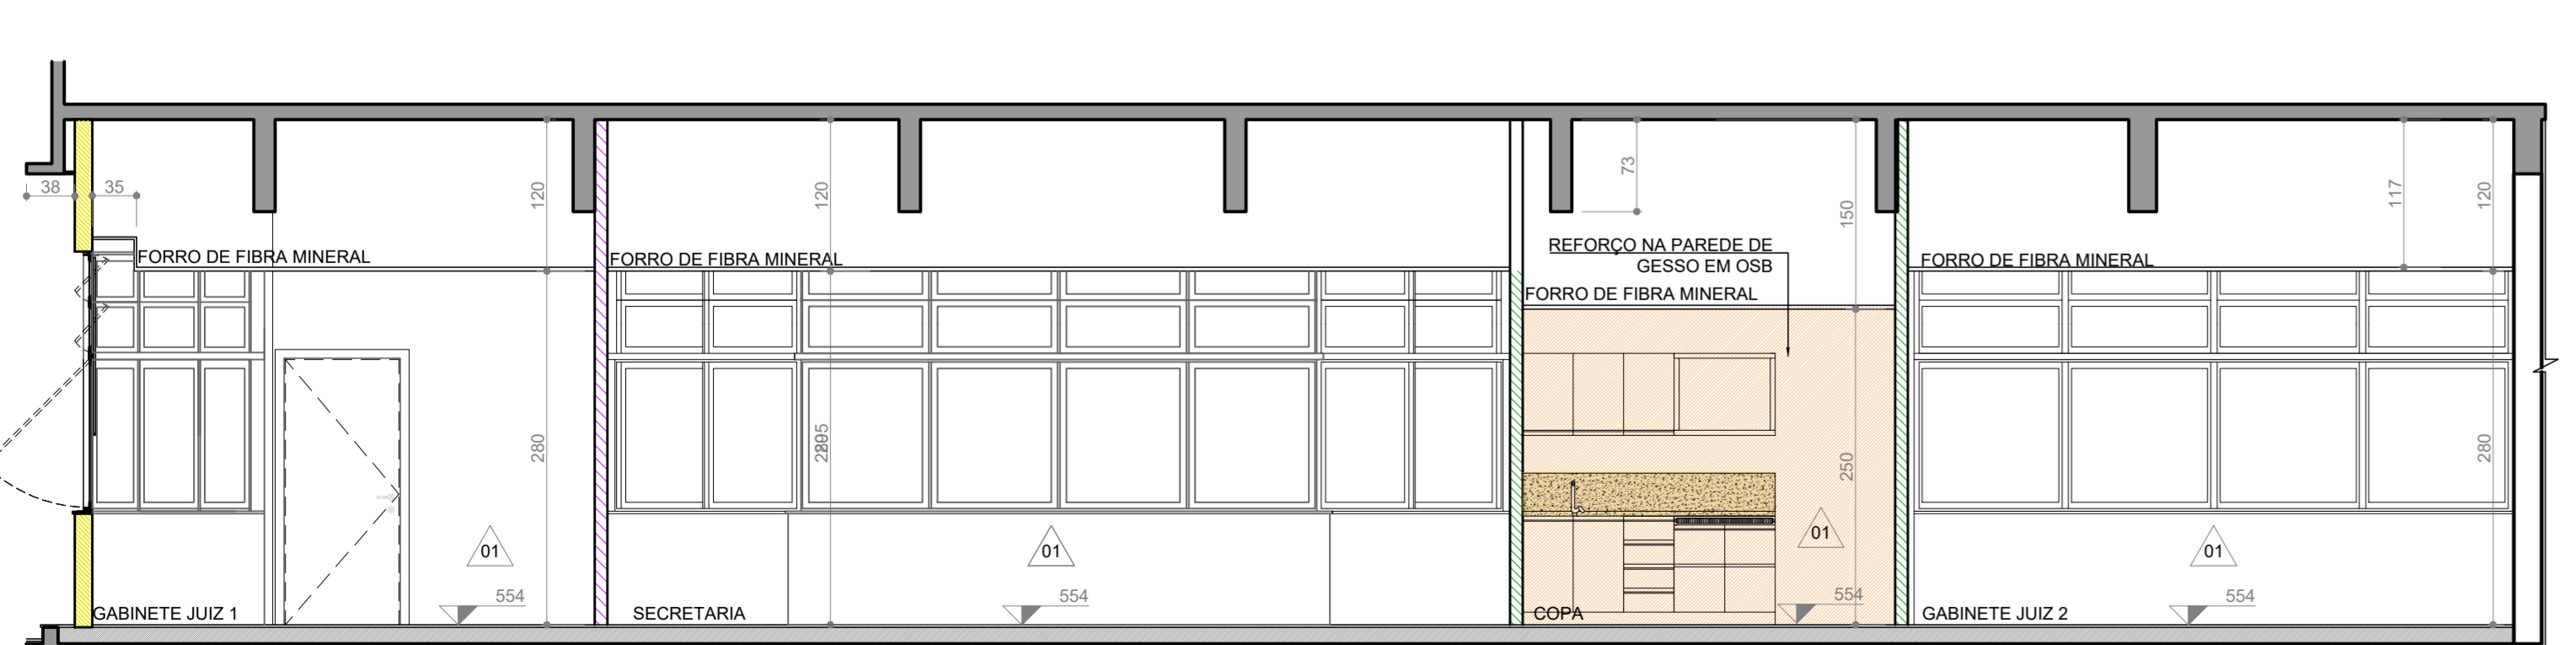 38
35
120
120
73
150
117
120
REFORÇO NA PAREDE DE
GESSO EM OSB
FORRO DE FIBRA MINERAL
FORRO DE FIBRA MINERAL
FORRO DE FIBRA MINERAL
FORRO DE FIBRA MINERAL
280
250
280
01
01
01
01
554
554
554
554
GABINETE JUIZ 1
SECRETARIA
COPA
GABINETE JUIZ 2